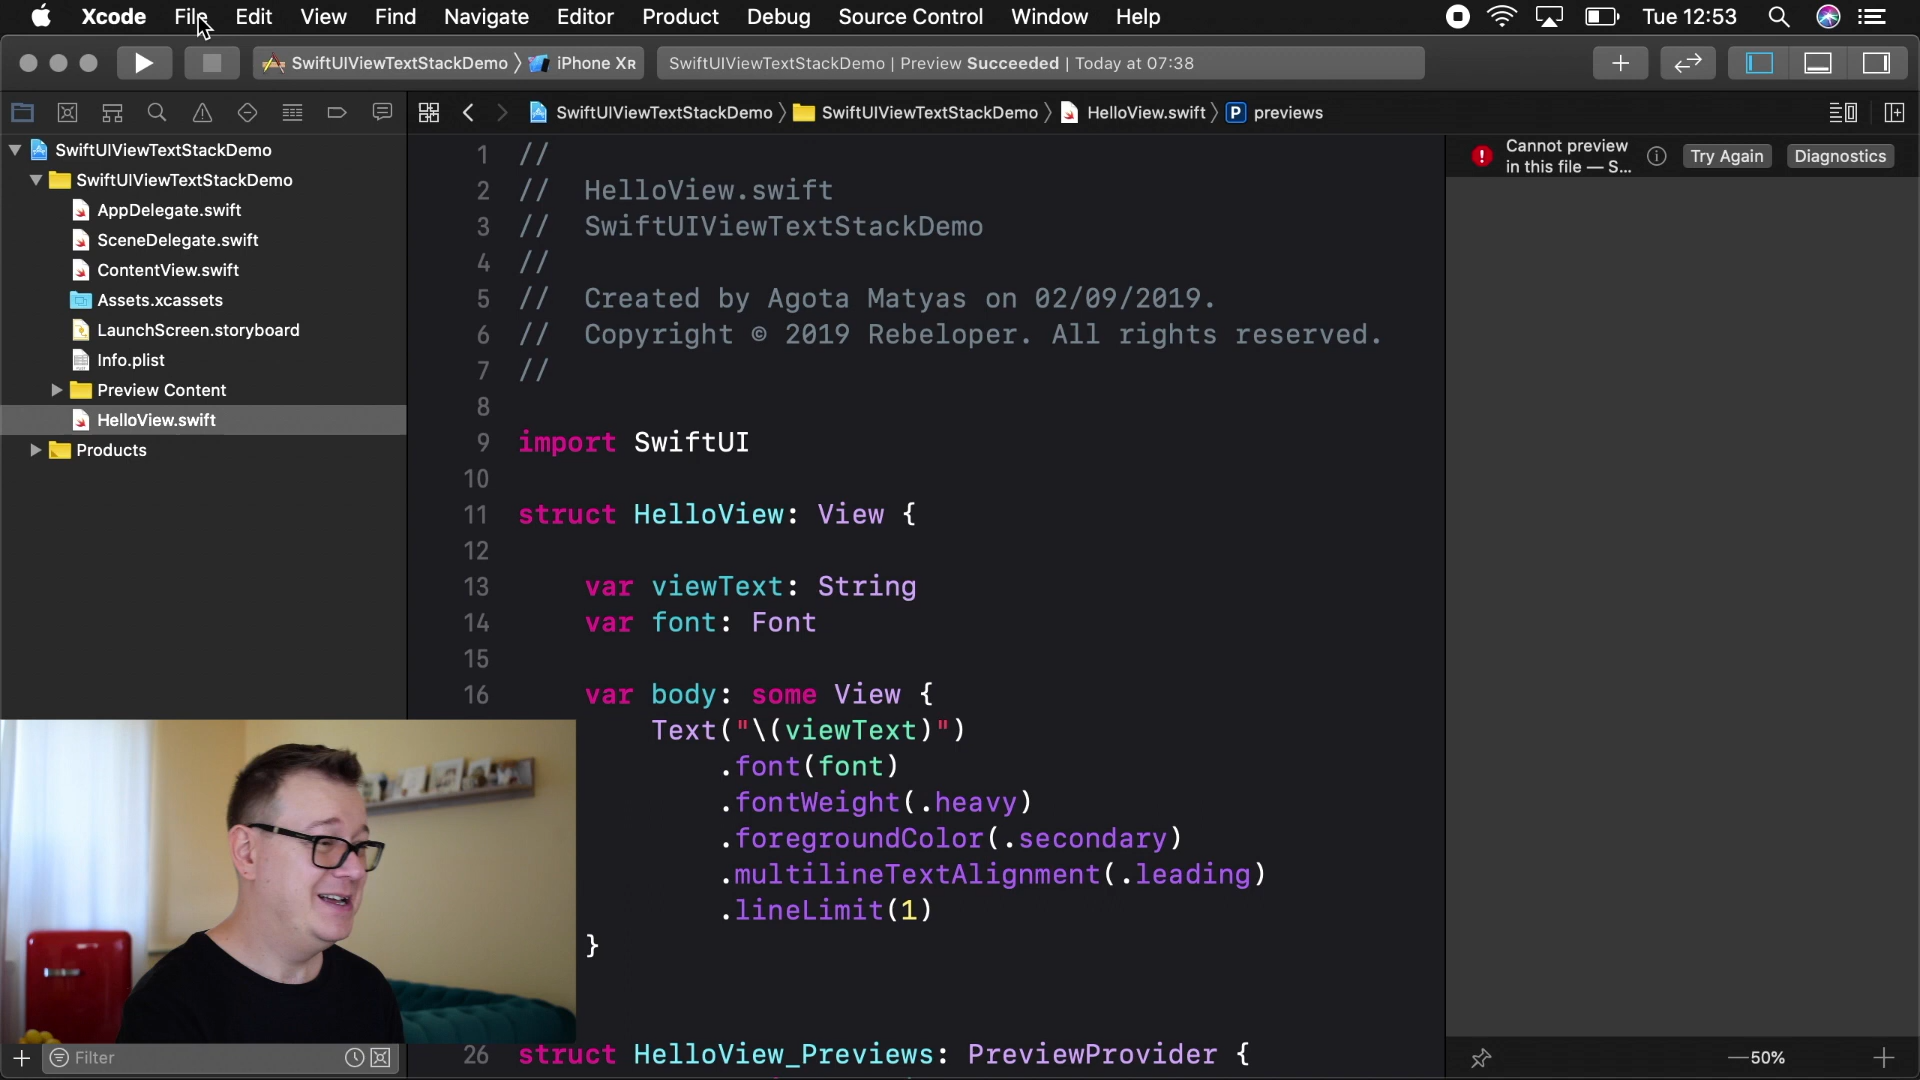 Xcode File Edit View Find Navigate Editor Product Debug Source Control Window Help Tue 12:53
SwiftUIViewTextStackDemo 〉 iPhone Xʀ SwiftUIViewTextStackDemo | Preview Succeeded | Today at 07:38
SwiftUIViewTextStackDemo 〉 SwiftUIViewTextStackDemo 〉 HelloView.swift 〉 P previews
SwiftUIViewTextStackDemo
SwiftUIViewTextStackDemo
AppDelegate.swift
SceneDelegate.swift
ContentView.swift
Assets.xcassets
LaunchScreen.storyboard
Info.plist
Preview Content
HelloView.swift
Products
Filter
1 //
2 //  HelloView.swift
3 //  SwiftUIViewTextStackDemo
4 //
5 //  Created by Agota Matyas on 02/09/2019.
6 //  Copyright © 2019 Rebeloper. All rights reserved.
7 //
8
9 import SwiftUI
10
11 struct HelloView: View {
12
13     var viewText: String
14     var font: Font
15
16     var body: some View {
Text("\(viewText)")
.font(font)
.fontWeight(.heavy)
.foregroundColor(.secondary)
.multilineTextAlignment(.leading)
.lineLimit(1)
}
26 struct HelloView_Previews: PreviewProvider {
Cannot preview
in this file — S...
Try Again
Diagnostics
50%